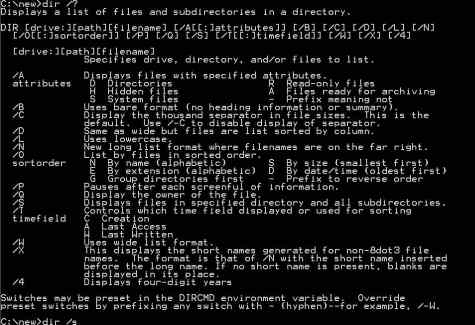 C:\new>dir /?
Displays a list of files and subdirectories in a directory.
DIR [drive:][path][filename] [/A[[:]attributes]] [/B] [/C] [/D] [/L] [/N]
[/O[[:]sortorder]] [/P] [/Q] [/S] [/T[[:]timefield]] [/W] [/X] [/4]
[drive:][path][filename]
Specifies drive, directory, and/or files to list.
/A Displays files with specified attributes.
attributes D Directories R Read-only files
H Hidden files A Files ready for archiving
S System files - Prefix meaning not
/B Uses bare format (no heading information or summary).
/C Display the thousand separator in file sizes. This is the
default. Use /-C to disable display of separator.
/D Same as wide but files are list sorted by column.
/L Uses lowercase.
/N New long list format where filenames are on the far right.
/O List by files in sorted order.
sortorder N By name (alphabetic) S By size (smallest first)
E By extension (alphabetic) D By date/time (oldest first)
G Group directories first - Prefix to reverse order
/P Pauses after each screenful of information.
/Q Display the owner of the file.
/S Displays files in specified directory and all subdirectories.
/T Controls which time field displayed or used for sorting
timefield C Creation
A Last Access
W Last Written
/W Uses wide list format.
/X This displays the short names generated for non-8dot3 file
names. The format is that of /N with the short name inserted
before the long name. If no short name is present, blanks are
displayed in its place.
/4 Displays four-digit years
Switches may be preset in the DIRCMD environment variable. Override
preset switches by prefixing any switch with - (hyphen)--for example, /-W.
C:\new>dir /s